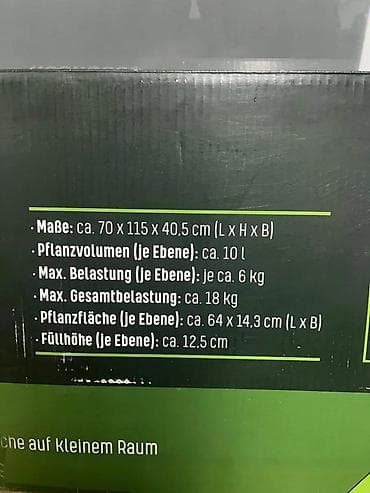 · Maße: ca. 70 x 115 x 40,5 cm (L x H x B)
· Pflanzvolumen (je Ebene): ca. 10 l
· Max. Belastung (je Ebene): je ca. 6 kg
· Max. Gesamtbelastung: ca. 18 kg
· Pflanzfläche (je Ebene): ca. 64 x 14,3 cm (L x B)
· Füllhöhe (je Ebene): ca. 12,5 cm
auf kleinem Raum